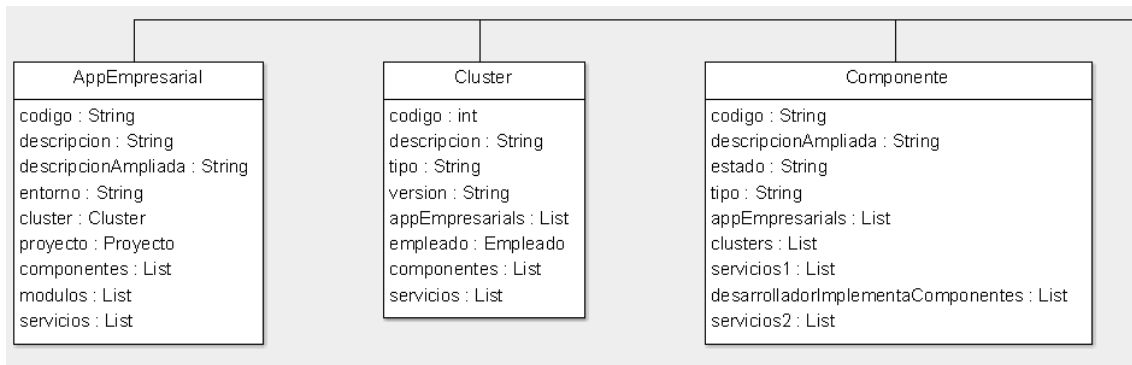 AppEmpresarial
codigo : String
descripcion : String
descripcionAmpliada : String
entorno : String
cluster : Cluster
proyecto : Proyecto
componentes : List
modulos : List
servicios : List
Cluster
codigo : int
descripcion : String
tipo : String
version : String
appEmpresarials : List
empleado : Empleado
componentes : List
servicios : List
Componente
codigo : String
descripcionAmpliada : String
estado : String
tipo : String
appEmpresarials : List
clusters : List
servicios1 : List
desarrolladorImplementaComponentes : List
servicios2 : List